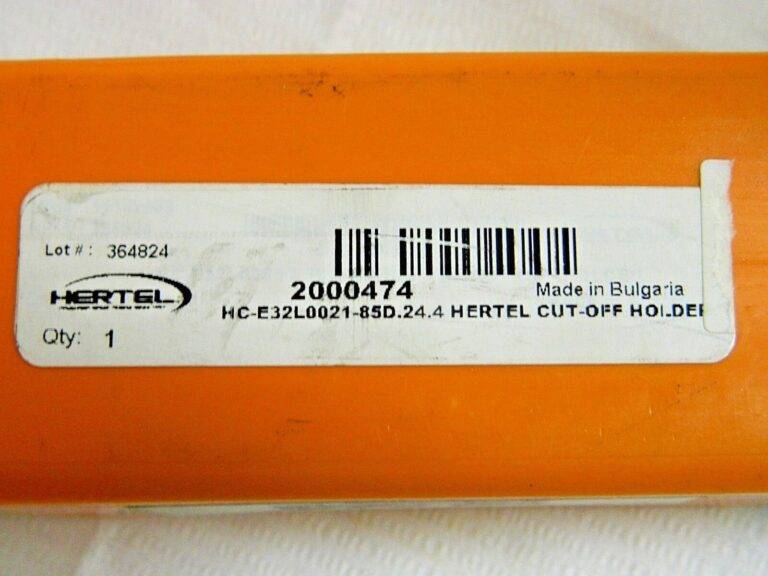 Lot #: 364824
HERTEL
2000474
Made in Bulgaria
HC-E32L0021-85D.24.4 HERTEL CUT-OFF HOLDER
Qty: 1